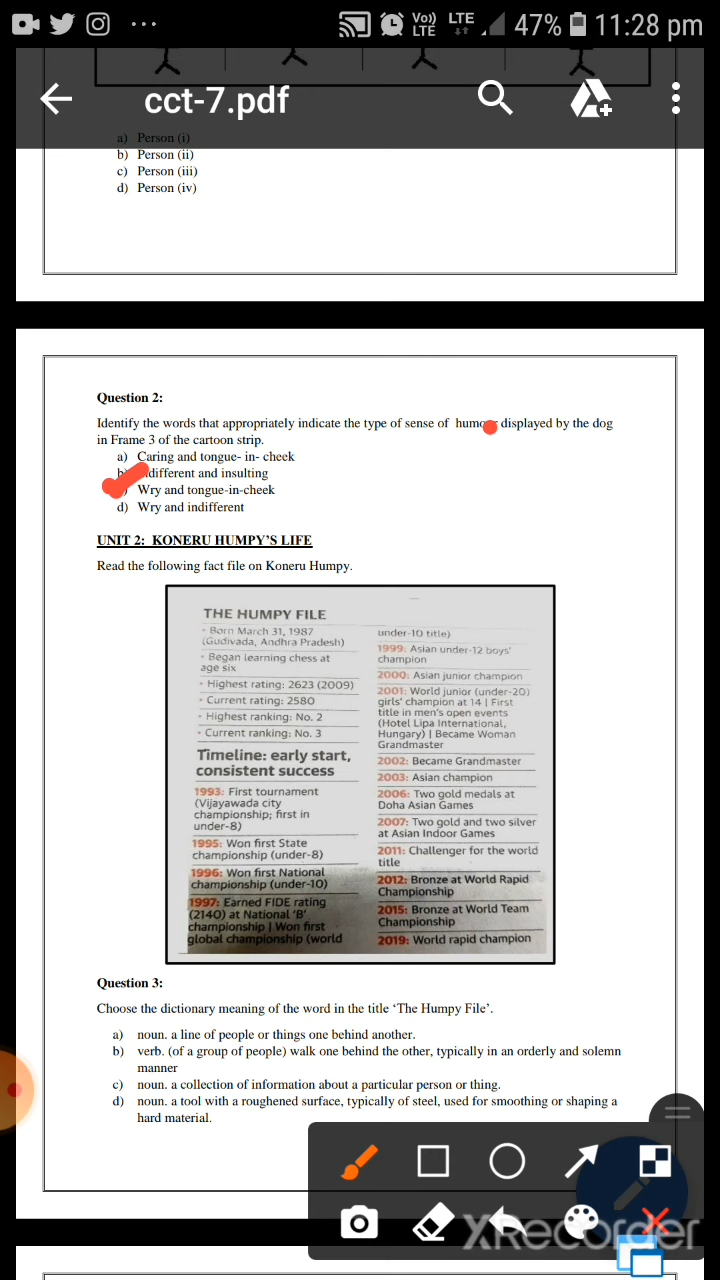 Vo)) LTE LTE 47% 11:28 pm
cct-7.pdf
a) Person (i)
b) Person (ii)
c) Person (iii)
d) Person (iv)
Question 2:
Identify the words that appropriately indicate the type of sense of displayed by the dog
in Frame 3 of the cartoon strip.
a) Caring and tongue- in- cheek
and insulting
Wry and tongue-in-cheek
d) Wry and indifferent
UNIT 2: KONERU HUMPY'S LIFE
Read the following fact file on Koneru Humpy.
THE HUMPY FILE
• Born March 31, 1987
(Gudivada, Andhra Pradesh)
• Began learning chess at
age six
• Highest rating: 2623 (2009)
• Current rating: 2580
• Highest ranking: No. 2
• Current ranking: No. 3
Timeline: early start,
consistent success
1993: First tournament
(Vijayawada city
championship; first in
under-8)
1995: Won first State
championship (under-8)
1996: Won first National
championship (under-10)
1997: Earned FIDE rating
(2140) at National 'B'
championship | Won first
global championship (world
under-10 title)
1999: Asian under-12 boys'
champion
2000: Asian junior champion
2001: World junior (under-20)
girls' champion at 14 | First
title in men's open events
(Hotel Lipa International,
Hungary) | Became Woman
Grandmaster
2002: Became Grandmaster
2003: Asian champion
2006: Two gold medals at
Doha Asian Games
2007: Two gold and two silver
at Asian Indoor Games
2011: Challenger for the world
title
2012: Bronze at World Rapid
Championship
2015: Bronze at World Team
Championship
2019: World rapid champion
Question 3:
Choose the dictionary meaning of the word in the title ‘The Humpy File’.
a) noun. a line of people or things one behind another.
b) verb. (of a group of people) walk one behind the other, typically in an orderly and solemn
manner
c) noun. a collection of information about a particular person or thing.
d) noun. a tool with a roughened surface, typically of steel, used for smoothing or shaping a
hard material.
XRecorder